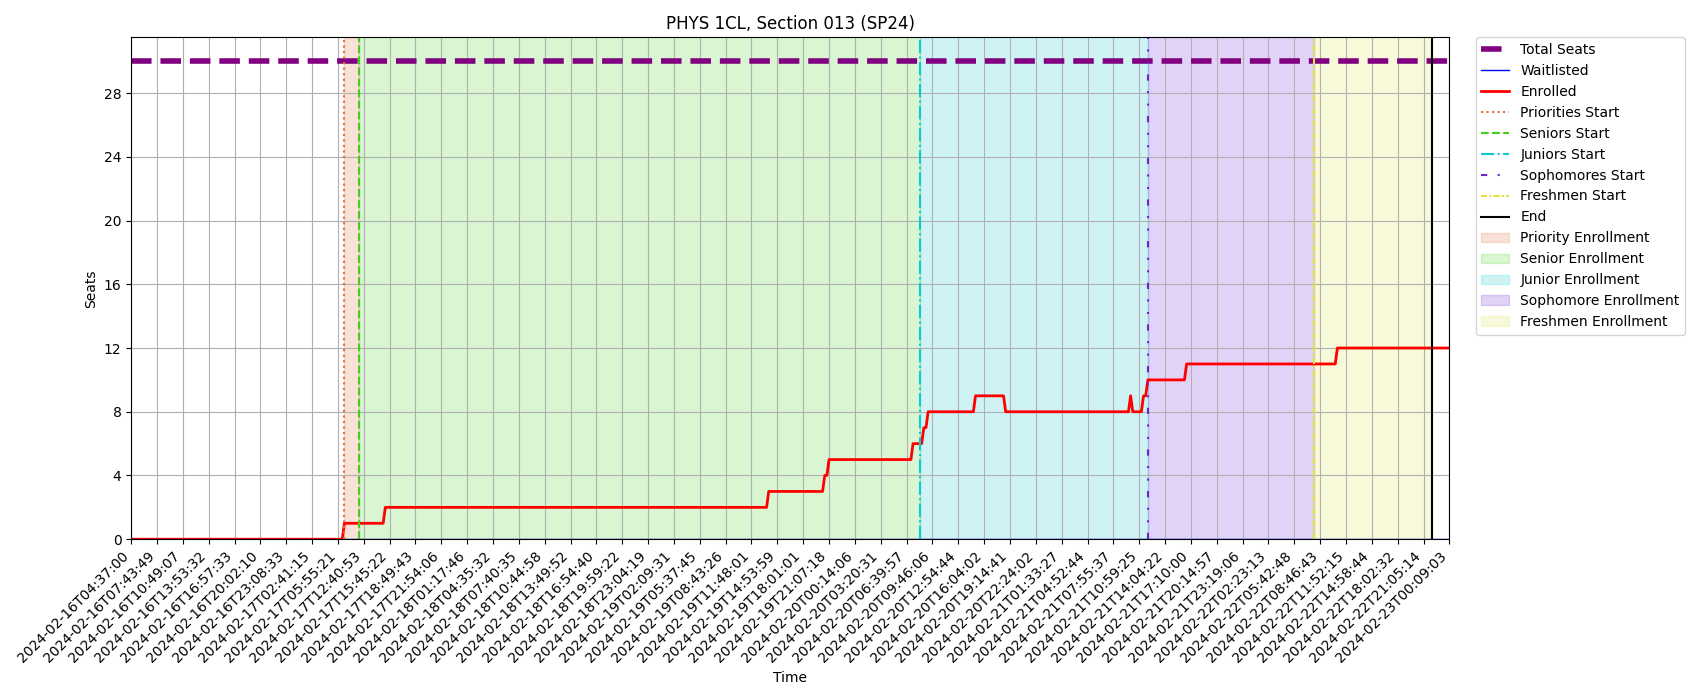 PHYS 1CL, Section 013 (SP24)
Total Seats
Waitlisted
Enrolled
Priorities Start
Seniors Start
Juniors Start
Sophomores Start
Freshmen Start
End
Priority Enrollment
Senior Enrollment
Junior Enrollment
Sophomore Enrollment
Freshmen Enrollment
Seats
28
24
20
16
12
8
4
0
2024-02-16T04:37:00
2024-02-16T07:43:49
2024-02-16T10:49:07
2024-02-16T13:53:32
2024-02-16T16:57:33
2024-02-16T20:02:10
2024-02-16T23:08:33
2024-02-17T02:41:15
2024-02-17T05:55:21
2024-02-17T12:40:53
2024-02-17T15:45:22
2024-02-17T18:49:43
2024-02-17T21:54:06
2024-02-18T01:17:46
2024-02-18T04:35:32
2024-02-18T07:40:35
2024-02-18T10:44:58
2024-02-18T13:49:52
2024-02-18T16:54:40
2024-02-18T19:59:22
2024-02-18T23:04:19
2024-02-19T02:09:31
2024-02-19T05:37:45
2024-02-19T08:43:26
2024-02-19T11:48:01
2024-02-19T14:53:59
2024-02-19T18:01:01
2024-02-19T21:07:18
2024-02-20T00:14:06
2024-02-20T03:20:31
2024-02-20T06:39:57
2024-02-20T09:46:06
2024-02-20T12:54:44
2024-02-20T16:04:02
2024-02-20T19:14:41
2024-02-20T22:24:02
2024-02-21T01:33:27
2024-02-21T04:52:44
2024-02-21T07:55:37
2024-02-21T10:59:25
2024-02-21T14:04:22
2024-02-21T17:10:00
2024-02-21T20:14:57
2024-02-21T23:19:06
2024-02-22T02:23:13
2024-02-22T05:42:48
2024-02-22T08:46:43
2024-02-22T11:52:15
2024-02-22T14:58:44
2024-02-22T18:02:32
2024-02-22T21:05:14
2024-02-23T00:09:03
Time